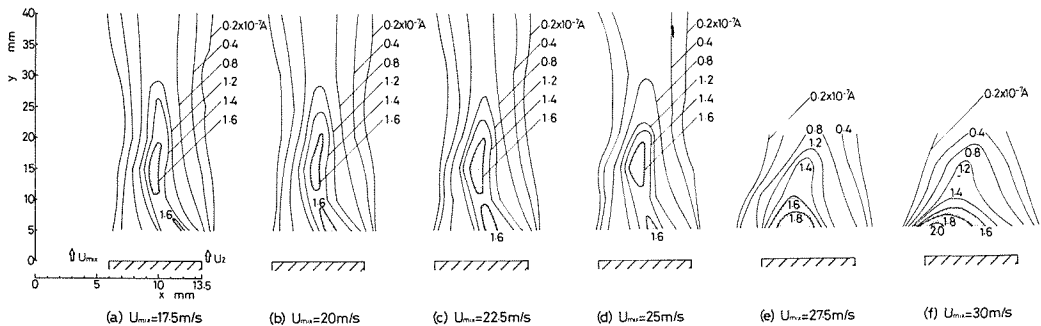 40
35
30
25
20
15
10
5
0
y mm
0 5 10 13.5
x mm
U_mix
U_2
0.2x10⁻⁷A
0.4
0.8
1.2
1.4
1.6
1.6
(a) U_mix=17.5m/s
0.2x10⁻⁷A
0.4
0.8
1.2
1.4
1.6
1.6
(b) U_mix=20m/s
0.2x10⁻⁷A
0.4
0.8
1.2
1.4
1.6
1.6
(c) U_mix=22.5m/s
0.2x10⁻⁷A
0.4
0.8
1.2
1.4
1.6
1.6
(d) U_mix=25m/s
0.2x10⁻⁷A
0.8 0.4
1.2
1.4
1.6
1.8
(e) U_mix=27.5m/s
0.2x10⁻⁷A
0.4
0.8
1.2
1.4
1.8
2.0 1.6
(f) U_mix=30m/s